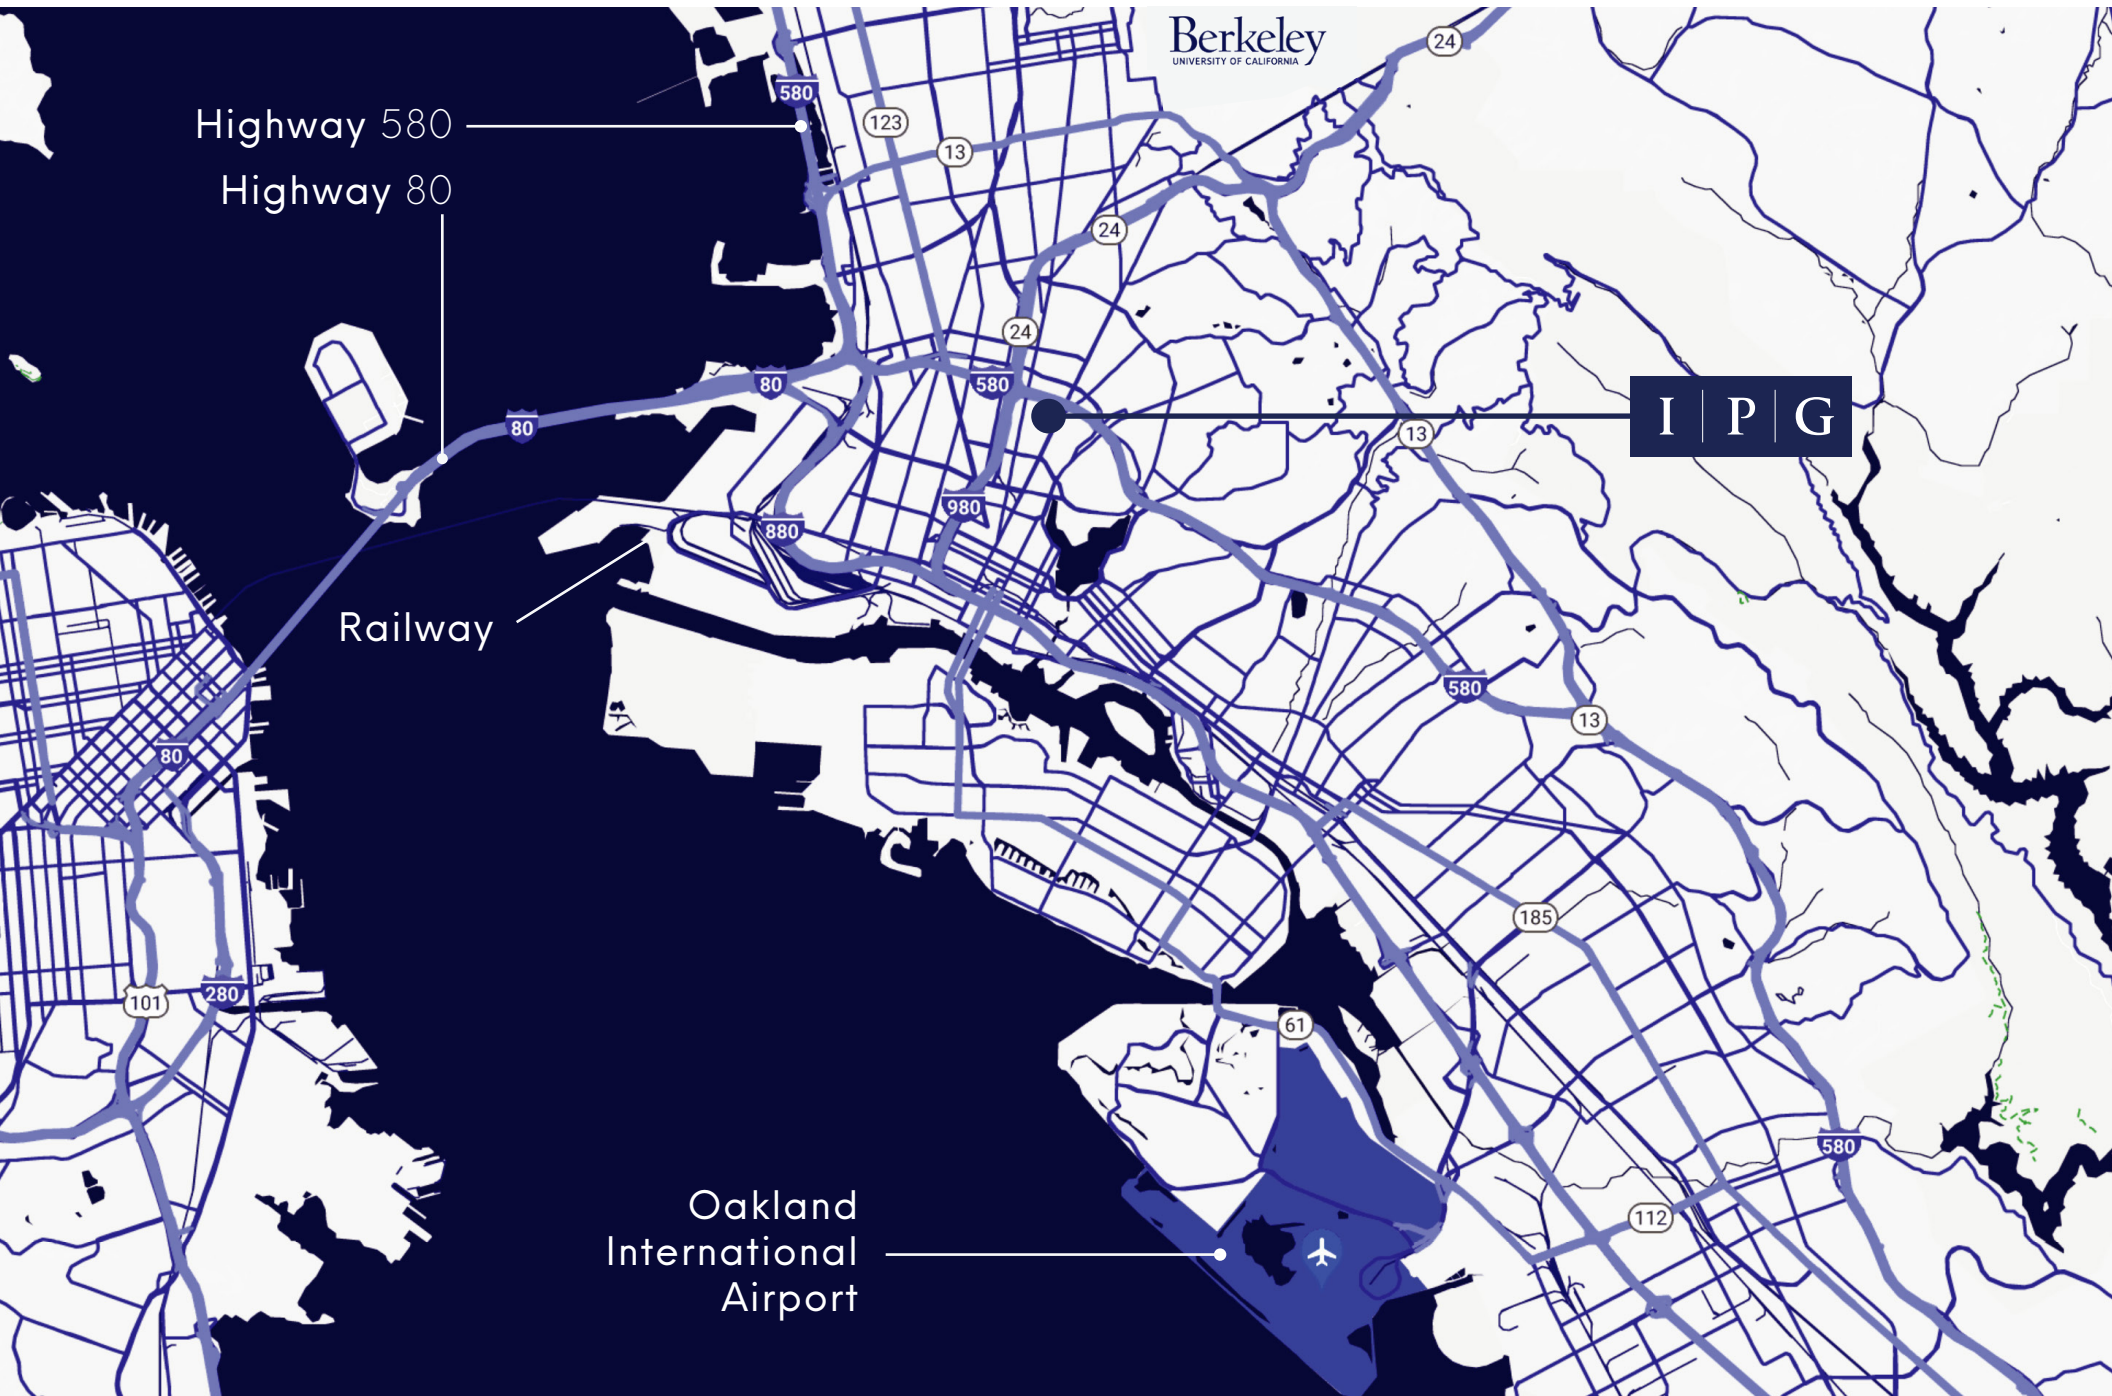 Berkeley
UNIVERSITY OF CALIFORNIA
24
580
Highway 580
123
13
Highway 80
24
24
80
580
I | P | G
80
13
980
880
Railway
580
13
80
185
101
280
61
580
Oakland
International
Airport
112